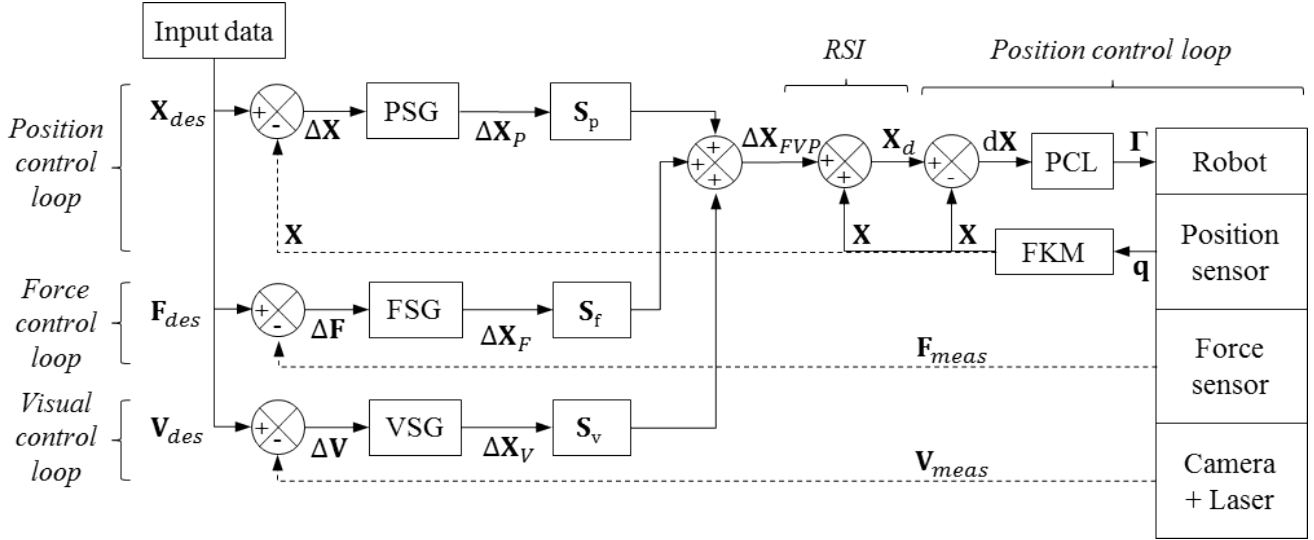 Input data
RSI
Position control loop
Position
control
loop
X_des
+
-
ΔX
PSG
ΔX_P
S_p
+
+
+
ΔX_FVP
+
+
X_d
+
-
dX
PCL
Γ
Robot
X
X
X
FKM
q
Position
sensor
Force
control
loop
F_des
+
-
ΔF
FSG
ΔX_F
S_f
F_meas
Force
sensor
Visual
control
loop
V_des
+
-
ΔV
VSG
ΔX_V
S_v
V_meas
Camera
+ Laser